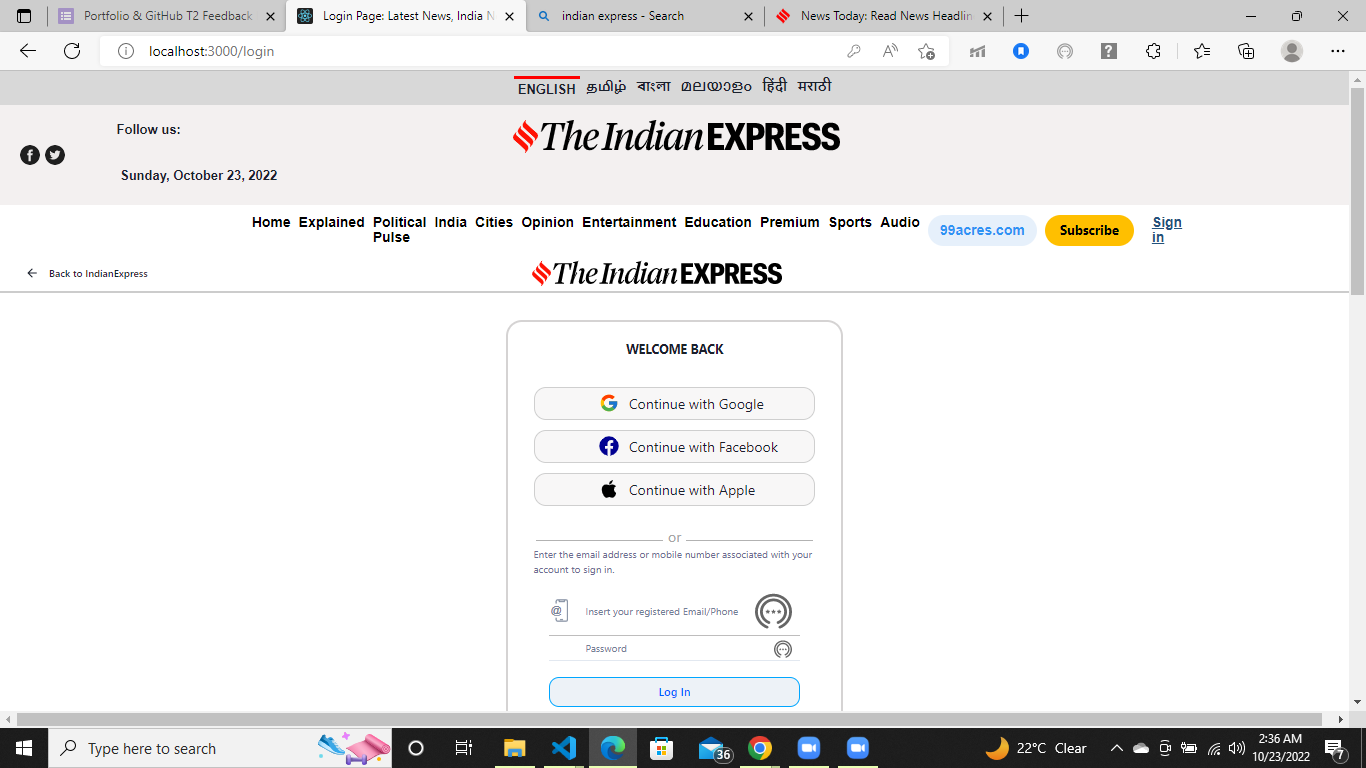 Portfolio & GitHub T2 Feedback
Login Page: Latest News, India N
indian express - Search
News Today: Read News Headlin
localhost:3000/login
ENGLISH தமிழ் বাংলা മലയാളം हिंदी मराठी
Follow us:
The Indian EXPRESS
Sunday, October 23, 2022
Home Explained Political Pulse India Cities Opinion Entertainment Education Premium Sports Audio 99acres.com Subscribe Sign in
Back to IndianExpress
The Indian EXPRESS
WELCOME BACK
Continue with Google
Continue with Facebook
Continue with Apple
or
Enter the email address or mobile number associated with your
account to sign in.
Insert your registered Email/Phone
Password
Log In
Type here to search
36
22°C Clear
2:36 AM
10/23/2022
7